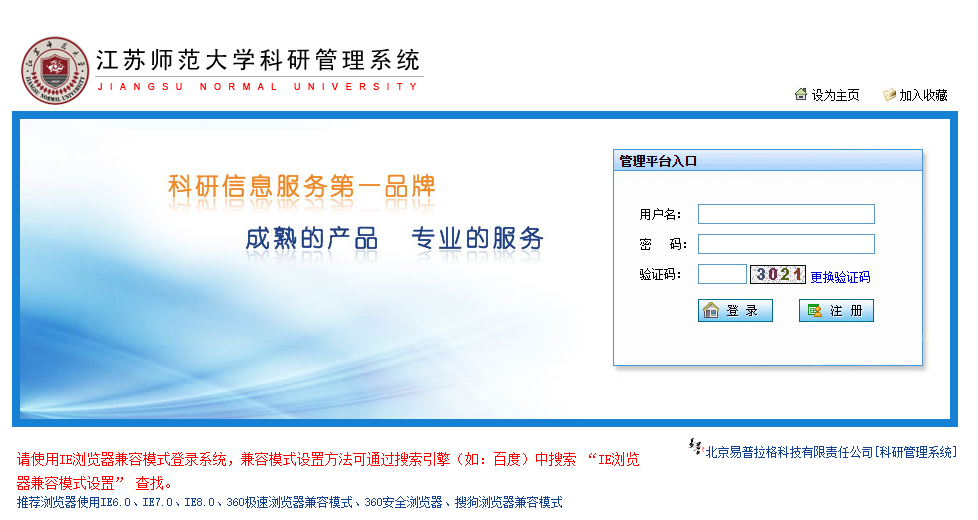 江苏师范大学科研管理系统
JIANGSU NORMAL UNIVERSITY
设为主页 加入收藏
科研信息服务第一品牌
成熟的产品 专业的服务
管理平台入口
用户名：
密 码：
验证码： 3021 更换验证码
登 录 注 册
北京易普拉格科技有限责任公司[科研管理系统]
请使用IE浏览器兼容模式登录系统，兼容模式设置方法可通过搜索引擎（如：百度）中搜索 “IE浏览
器兼容模式设置” 查找。
推荐浏览器使用IE6.0、IE7.0、IE8.0、360极速浏览器兼容模式、360安全浏览器、搜狗浏览器兼容模式